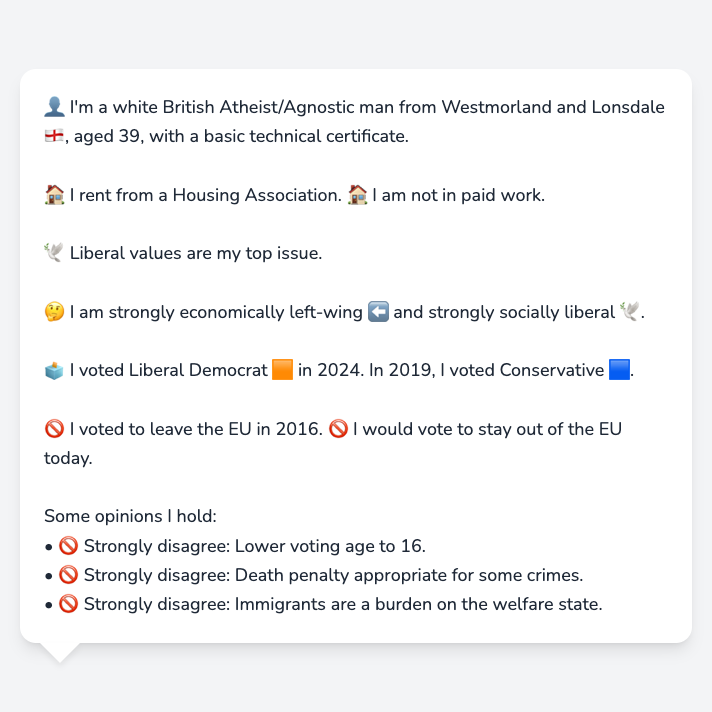 👤 I'm a white British Atheist/Agnostic man from Westmorland and Lonsdale
🏴󠁧󠁢󠁥󠁮󠁧󠁿, aged 39, with a basic technical certificate.
🏠 I rent from a Housing Association. 🏠 I am not in paid work.
🕊️ Liberal values are my top issue.
🤔 I am strongly economically left-wing ⬅️ and strongly socially liberal 🕊️.
🗳️ I voted Liberal Democrat 🟧 in 2024. In 2019, I voted Conservative 🟦.
🚫 I voted to leave the EU in 2016. 🚫 I would vote to stay out of the EU
today.
Some opinions I hold:
• 🚫 Strongly disagree: Lower voting age to 16.
• 🚫 Strongly disagree: Death penalty appropriate for some crimes.
• 🚫 Strongly disagree: Immigrants are a burden on the welfare state.